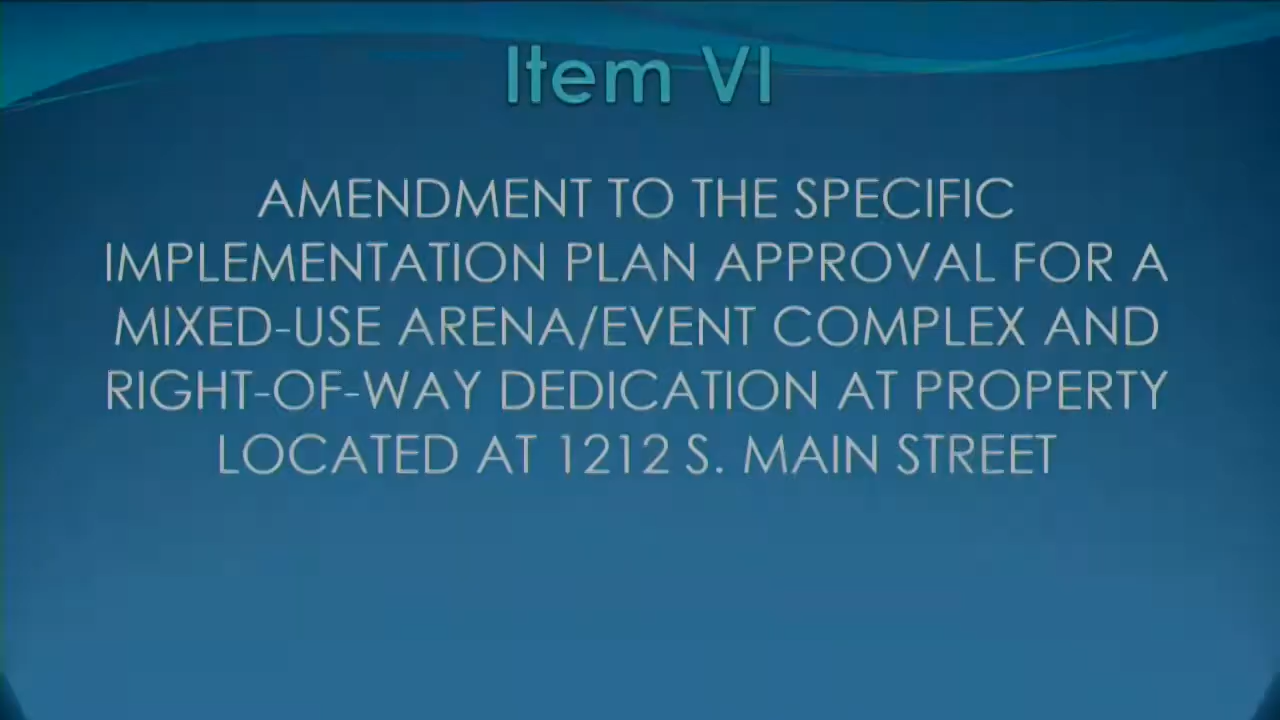 Item VI
AMENDMENT TO THE SPECIFIC
IMPLEMENTATION PLAN APPROVAL FOR A
MIXED-USE ARENA/EVENT COMPLEX AND
RIGHT-OF-WAY DEDICATION AT PROPERTY
LOCATED AT 1212 S. MAIN STREET